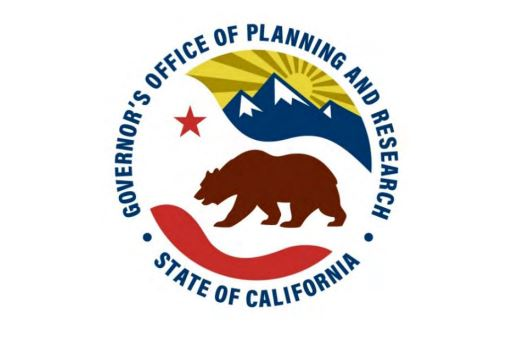 GOVERNOR'S OFFICE OF PLANNING AND RESEARCH
• STATE OF CALIFORNIA •